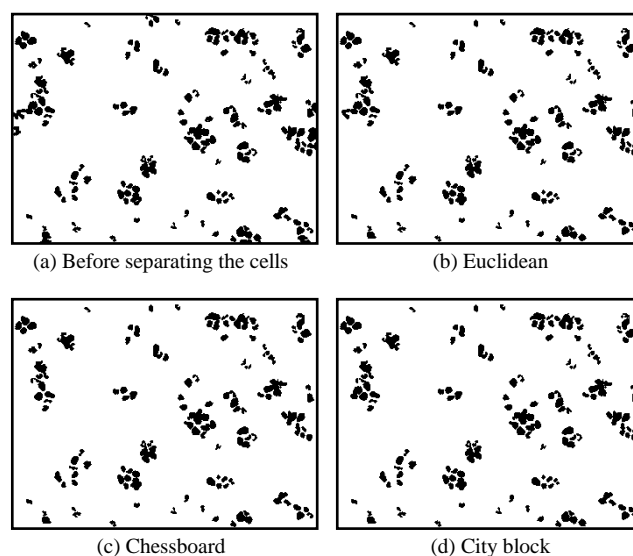 (a) Before separating the cells
(b) Euclidean
(c) Chessboard
(d) City block